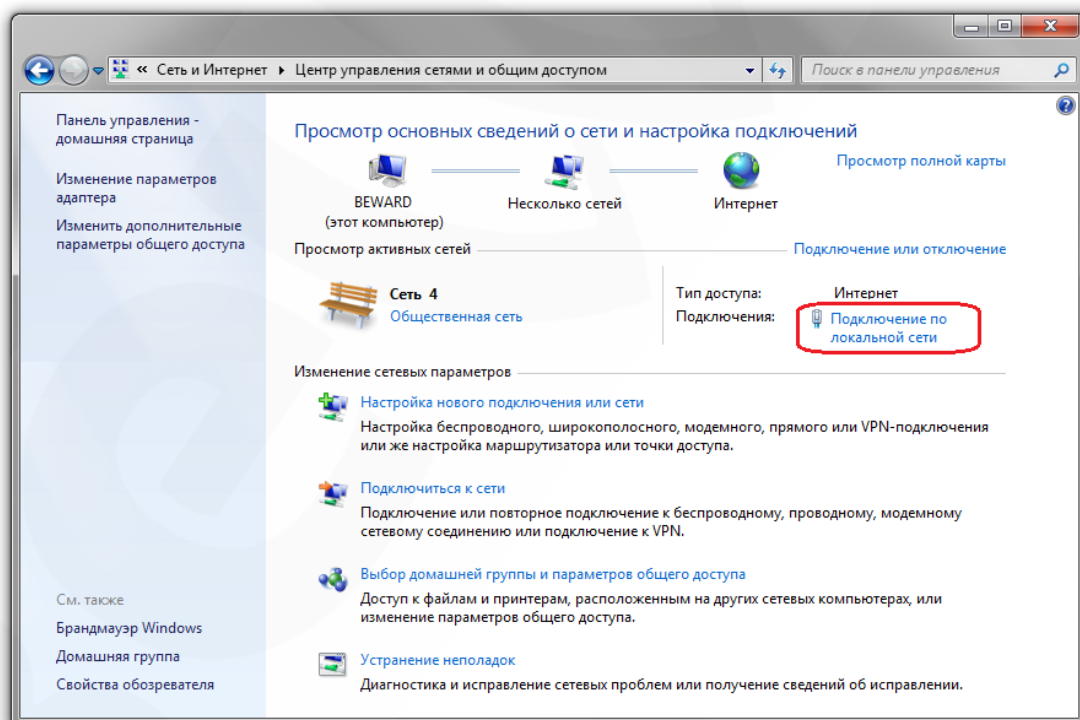 « Сеть и Интернет ▸ Центр управления сетями и общим доступом
Поиск в панели управления
Панель управления -
домашняя страница
Изменение параметров
адаптера
Изменить дополнительные
параметры общего доступа
См. также
Брандмауэр Windows
Домашняя группа
Свойства обозревателя
Просмотр основных сведений о сети и настройка подключений
Просмотр полной карты
BEWARD
(этот компьютер)
Несколько сетей
Интернет
Просмотр активных сетей
Подключение или отключение
Сеть 4
Общественная сеть
Тип доступа: Интернет
Подключения: Подключение по
локальной сети
Изменение сетевых параметров
Настройка нового подключения или сети
Настройка беспроводного, широкополосного, модемного, прямого или VPN-подключения
или же настройка маршрутизатора или точки доступа.
Подключиться к сети
Подключение или повторное подключение к беспроводному, проводному, модемному
сетевому соединению или подключение к VPN.
Выбор домашней группы и параметров общего доступа
Доступ к файлам и принтерам, расположенным на других сетевых компьютерах, или
изменение параметров общего доступа.
Устранение неполадок
Диагностика и исправление сетевых проблем или получение сведений об исправлении.